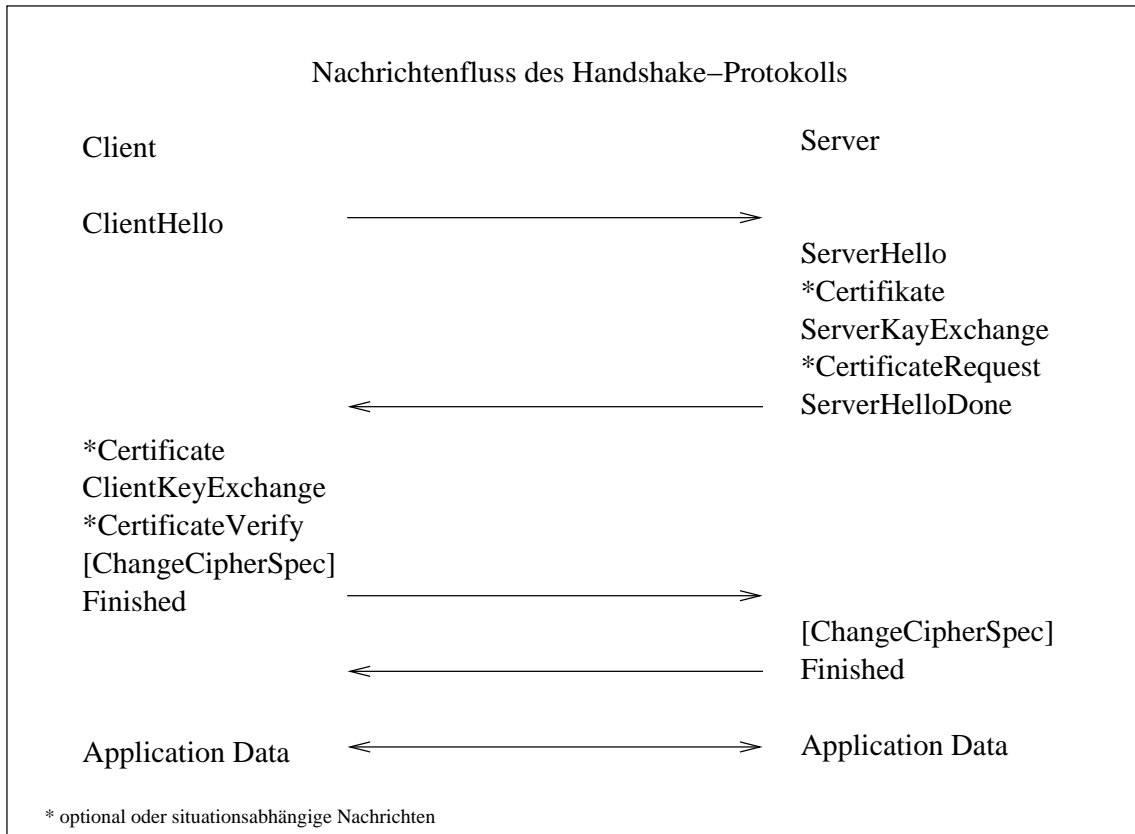 Nachrichtenfluss des Handshake−Protokolls
Client
Server
ClientHello
ServerHello
*Certifikate
ServerKayExchange
*CertificateRequest
ServerHelloDone
*Certificate
ClientKeyExchange
*CertificateVerify
[ChangeCipherSpec]
Finished
[ChangeCipherSpec]
Finished
Application Data
Application Data
* optional oder situationsabhängige Nachrichten